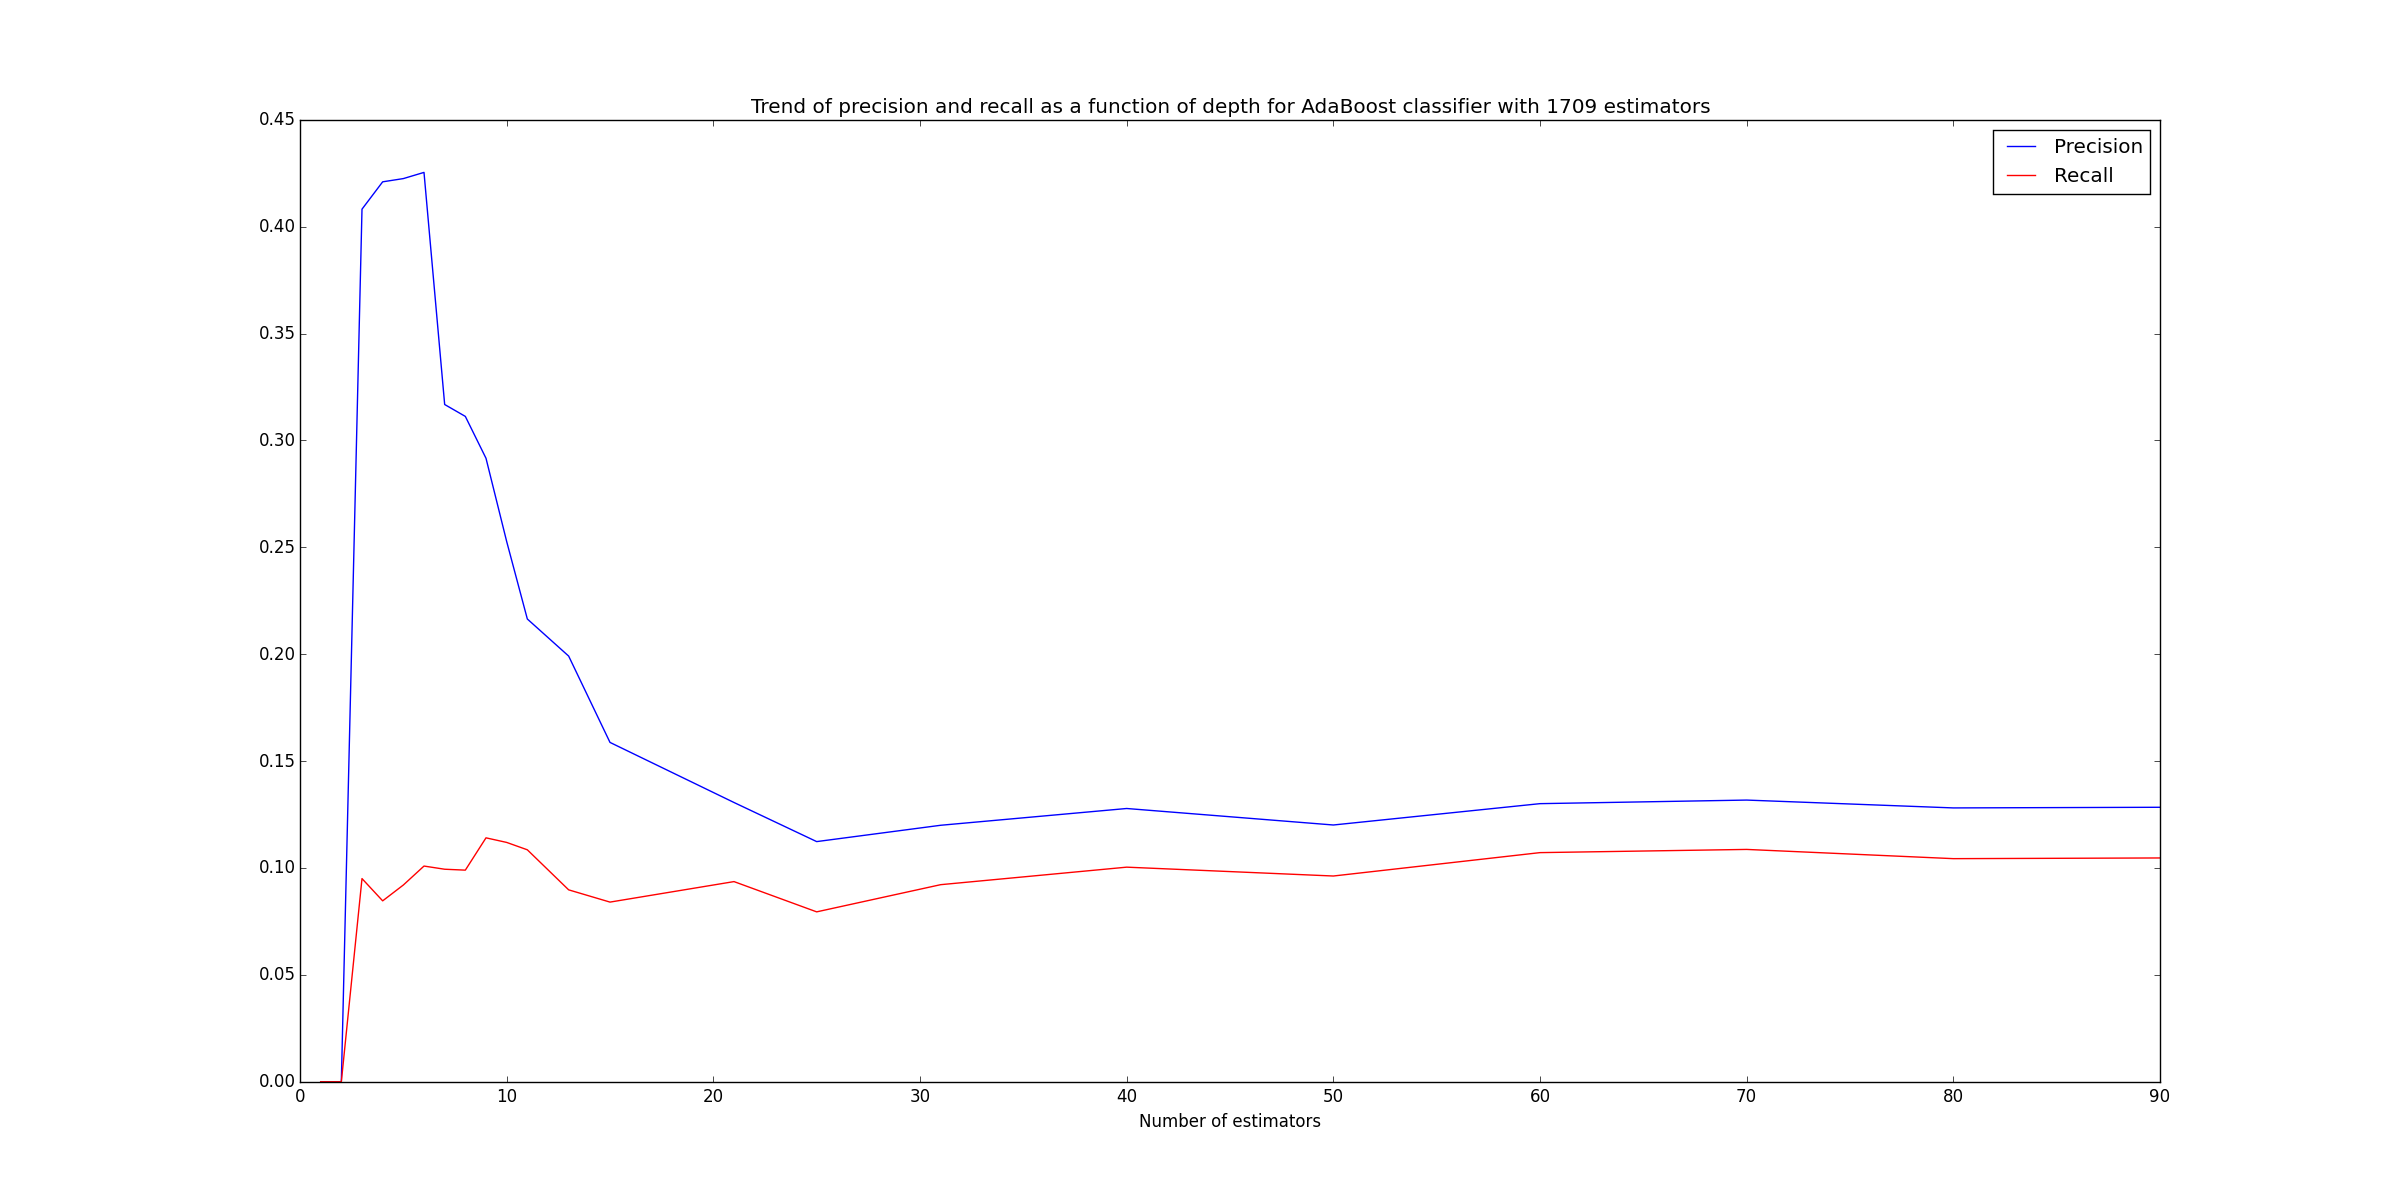 Trend of precision and recall as a function of depth for AdaBoost classifier with 1709 estimators
Precision
Recall
0.45
0.40
0.35
0.30
0.25
0.20
0.15
0.10
0.05
0.00
0 10 20 30 40 50 60 70 80 90
Number of estimators